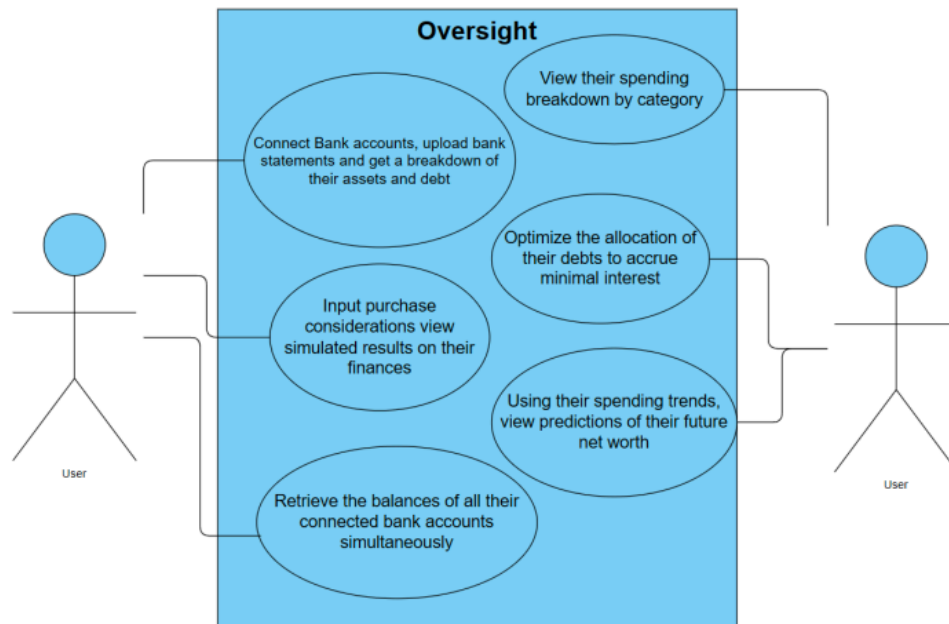 Oversight
View their spending
breakdown by category
Connect Bank accounts, upload bank
statements and get a breakdown of
their assets and debt
Optimize the allocation of
their debts to accrue
minimal interest
Input purchase
considerations view
simulated results on their
finances
Using their spending trends,
view predictions of their future
net worth
Retrieve the balances of all their
connected bank accounts
simultaneously
User
User